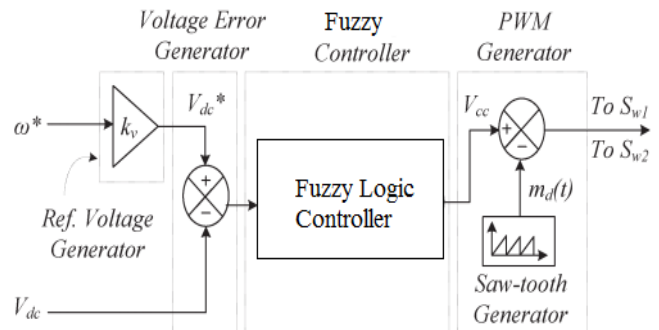 Voltage Error
Generator
Fuzzy
Controller
PWM
Generator
ω*
k_v
V_dc*
+
−
Ref. Voltage
Generator
V_dc
Fuzzy Logic
Controller
V_cc
+
−
To S_w1
To S_w2
m_d(t)
Saw-tooth
Generator